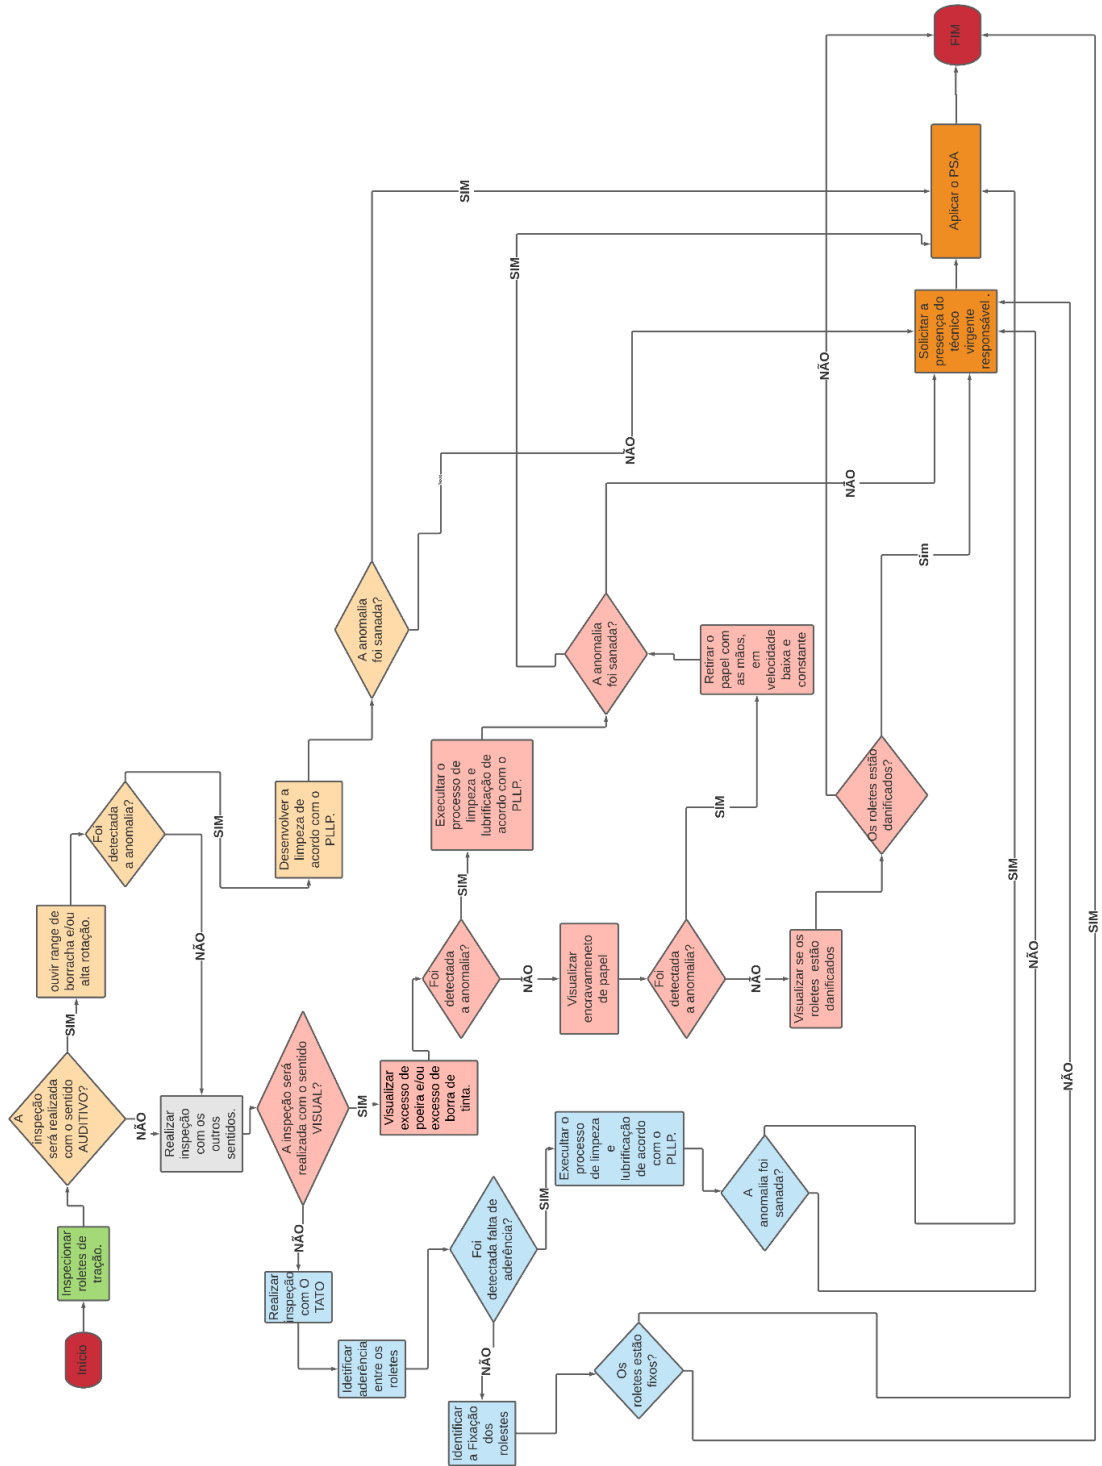 Início
Inspecionar
roletes de
tração.
A
inspeção
será realizada
com o sentido
AUDITIVO?
SIM
NÃO
ouvir range de
borracha e/ou
alta rotação.
Foi
detectada
a anomalia?
SIM
NÃO
Desenvolver a
limpeza de
acordo com o
PLLP.
A anomalia
foi sanada?
SIM
NÃO
Realizar
inspeção
com os
outros
sentidos.
A inspeção será
realizada com o sentido
VISUAL?
SIM
NÃO
Visualizar
excesso de
poeira e/ou
excesso de
borra de
tinta.
Foi
detectada
a anomalia?
SIM
NÃO
Execultar o
processo de
limpeza e
lubrificação de
acordo com o
PLLP.
A anomalia
foi sanada?
SIM
NÃO
Visualizar
encravameneto
de papel
Foi
detectada
a anomalia?
SIM
NÃO
Retirar o
papel com
as mãos,
em
velocidade
baixa e
constante
Visualizar se os
roletes estão
danificados
Os roletes estão
danificados?
NÃO
Sim
Realizar
inspeção
com O
TATO
Idetificar
aderência
entre os
roletes
Foi
detectada falta de
aderência?
SIM
NÃO
Execultar o
processo
de limpeza
e
lubrificação
de acordo
com o
PLLP.
A
anomalia foi
sanada?
SIM
NÃO
Identificar
a Fixação
dos
rolestes
Os
roletes estão
fixos?
NÃO
SIM
Solicitar a
presença do
técnico
virgente
responsável .
Aplicar o PSA
FIM